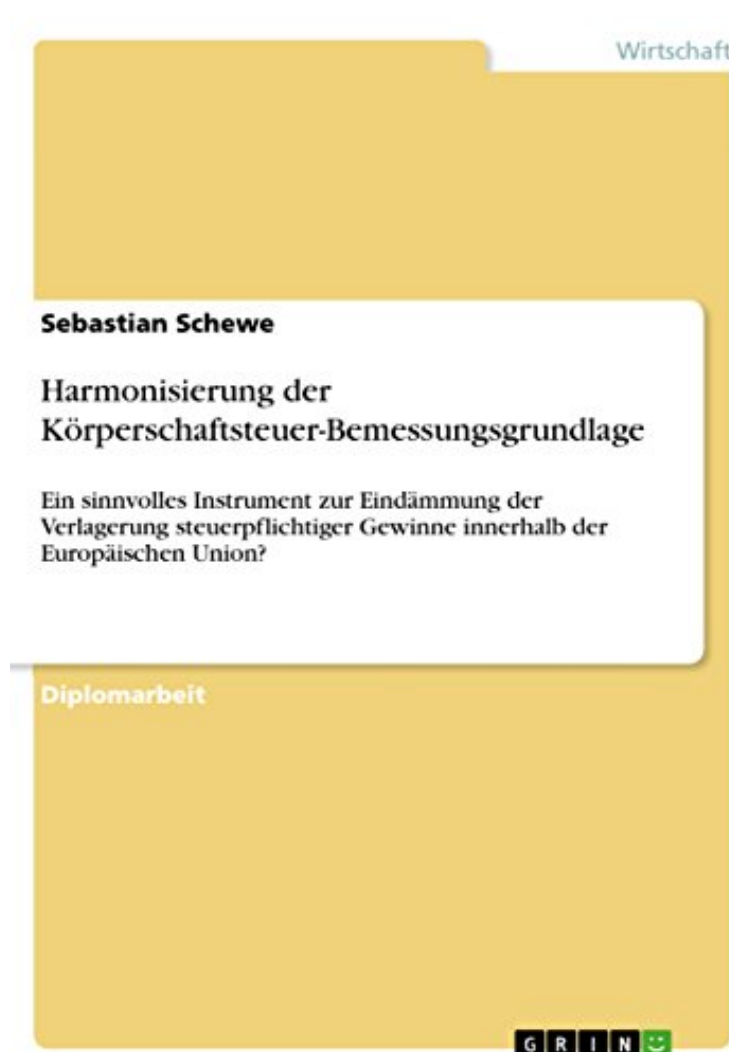 Wirtschaft
Sebastian Schewe
Harmonisierung der
Körperschaftsteuer-Bemessungsgrundlage
Ein sinnvolles Instrument zur Eindämmung der
Verlagerung steuerpflichtiger Gewinne innerhalb der
Europäischen Union?
Diplomarbeit
GRIN